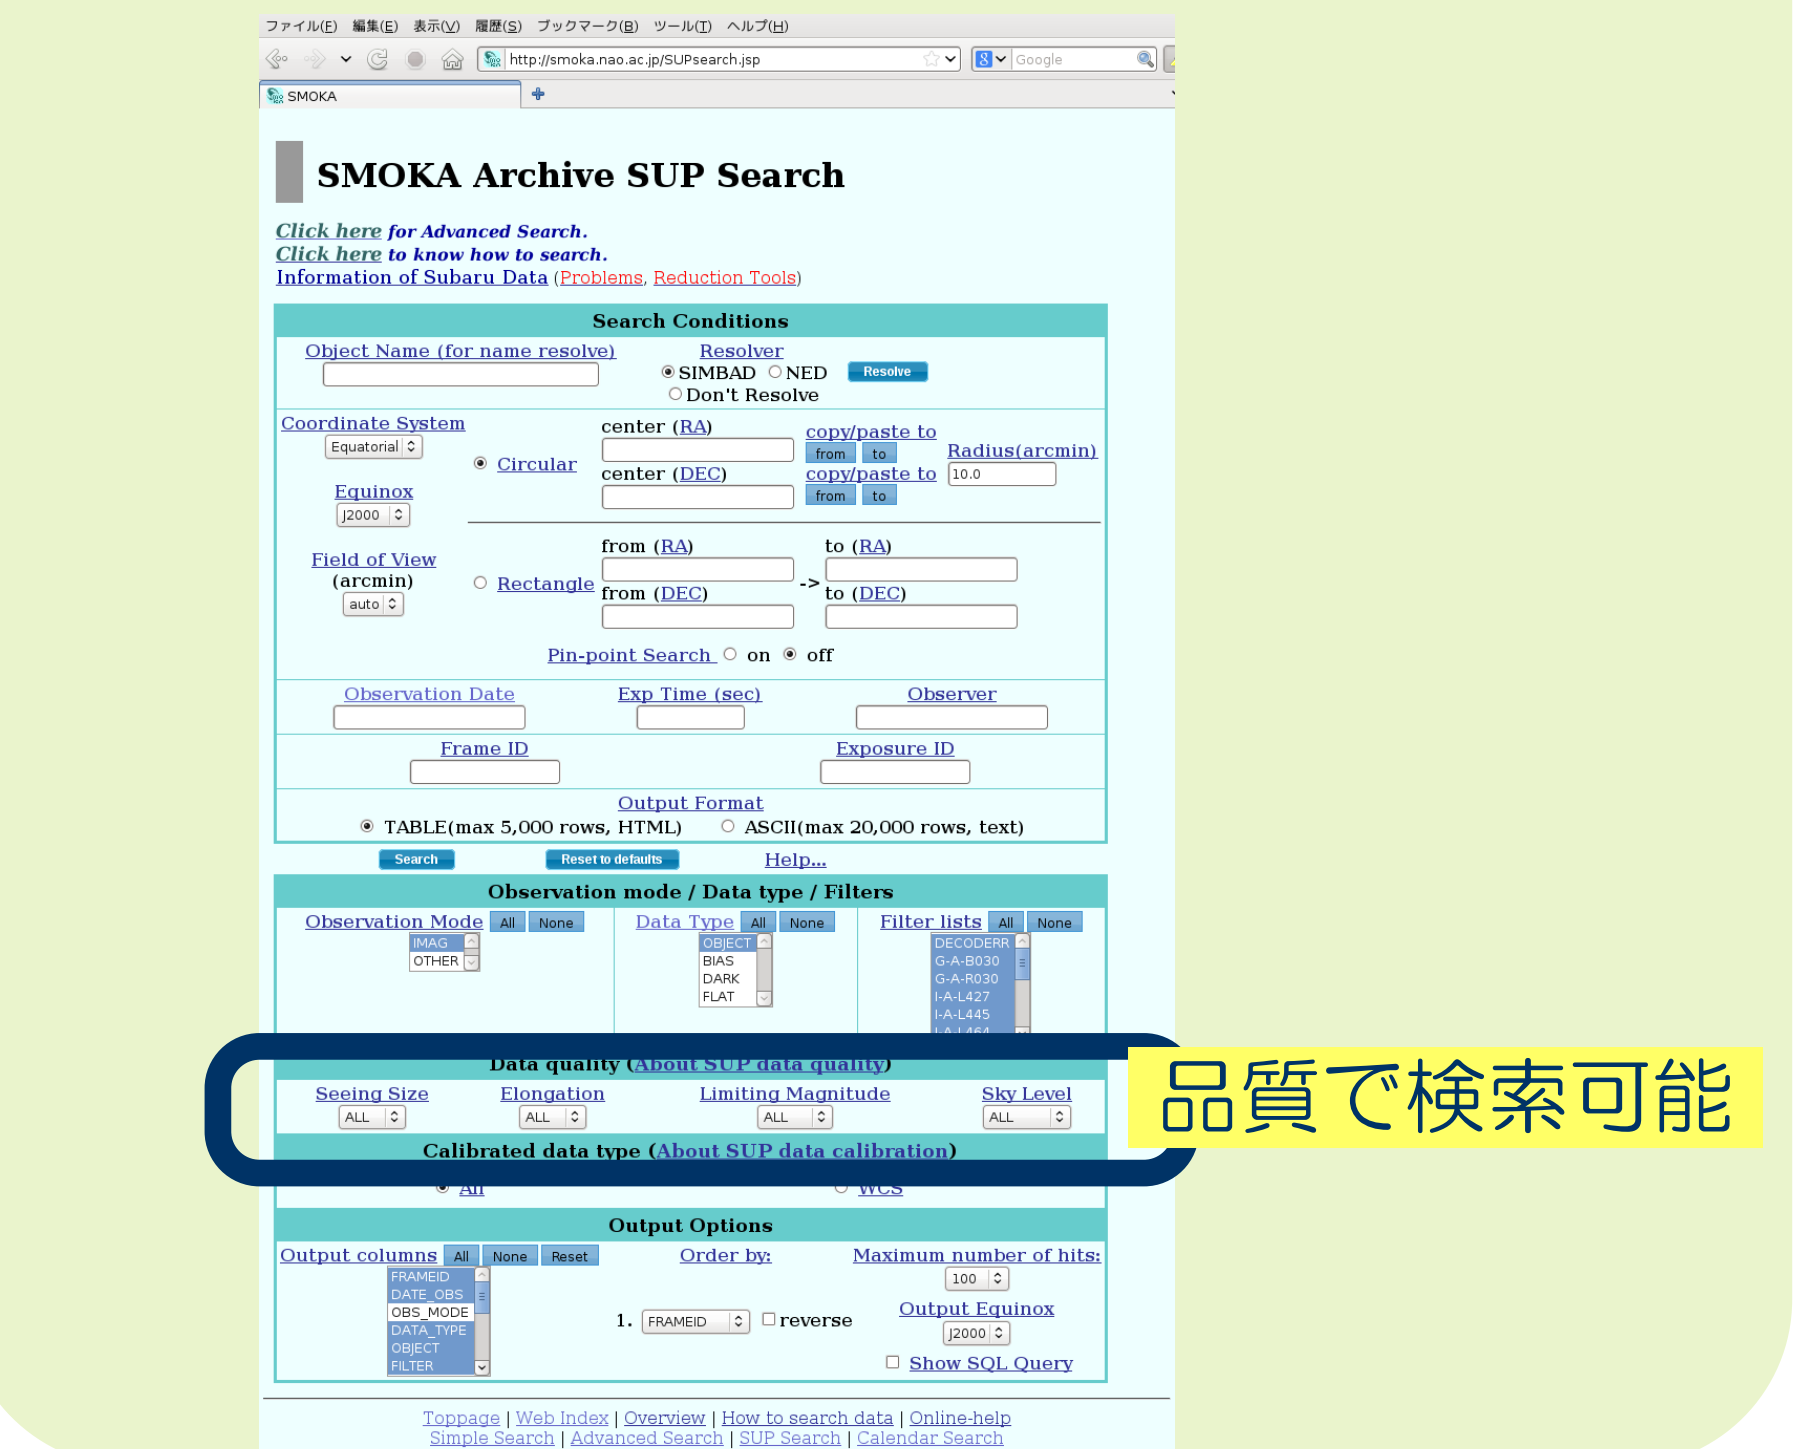 ファイル(F) 編集(E) 表示(V) 履歴(S) ブックマーク(B) ツール(T) ヘルプ(H)
http://smoka.nao.ac.jp/SUPsearch.jsp
Google
SMOKA
SMOKA Archive SUP Search
Click here for Advanced Search.
Click here to know how to search.
Information of Subaru Data (Problems, Reduction Tools)
Search Conditions
Object Name (for name resolve) Resolver
SIMBAD NED Resolve
Don't Resolve
Coordinate System
Equatorial
Equinox
J2000
Field of View
(arcmin)
auto
Circular
center (RA)
copy/paste to
from to
center (DEC)
copy/paste to
from to
Radius(arcmin)
10.0
Rectangle
from (RA) to (RA)
->
from (DEC) to (DEC)
Pin-point Search on off
Observation Date Exp Time (sec) Observer
Frame ID Exposure ID
Output Format
TABLE(max 5,000 rows, HTML) ASCII(max 20,000 rows, text)
Search Reset to defaults Help...
Observation mode / Data type / Filters
Observation Mode All None
IMAG
OTHER
Data Type All None
OBJECT
BIAS
DARK
FLAT
Filter lists All None
DECODERR
G-A-B030
G-A-R030
I-A-L427
I-A-L445
I-A-L464
Data quality (About SUP data quality)
Seeing Size Elongation Limiting Magnitude Sky Level
ALL ALL ALL ALL
品質で検索可能
Calibrated data type (About SUP data calibration)
All WCS
Output Options
Output columns All None Reset
FRAMEID
DATE_OBS
OBS_MODE
DATA_TYPE
OBJECT
FILTER
Order by:
1. FRAMEID reverse
Maximum number of hits:
100
Output Equinox
J2000
Show SQL Query
Toppage | Web Index | Overview | How to search data | Online-help
Simple Search | Advanced Search | SUP Search | Calendar Search